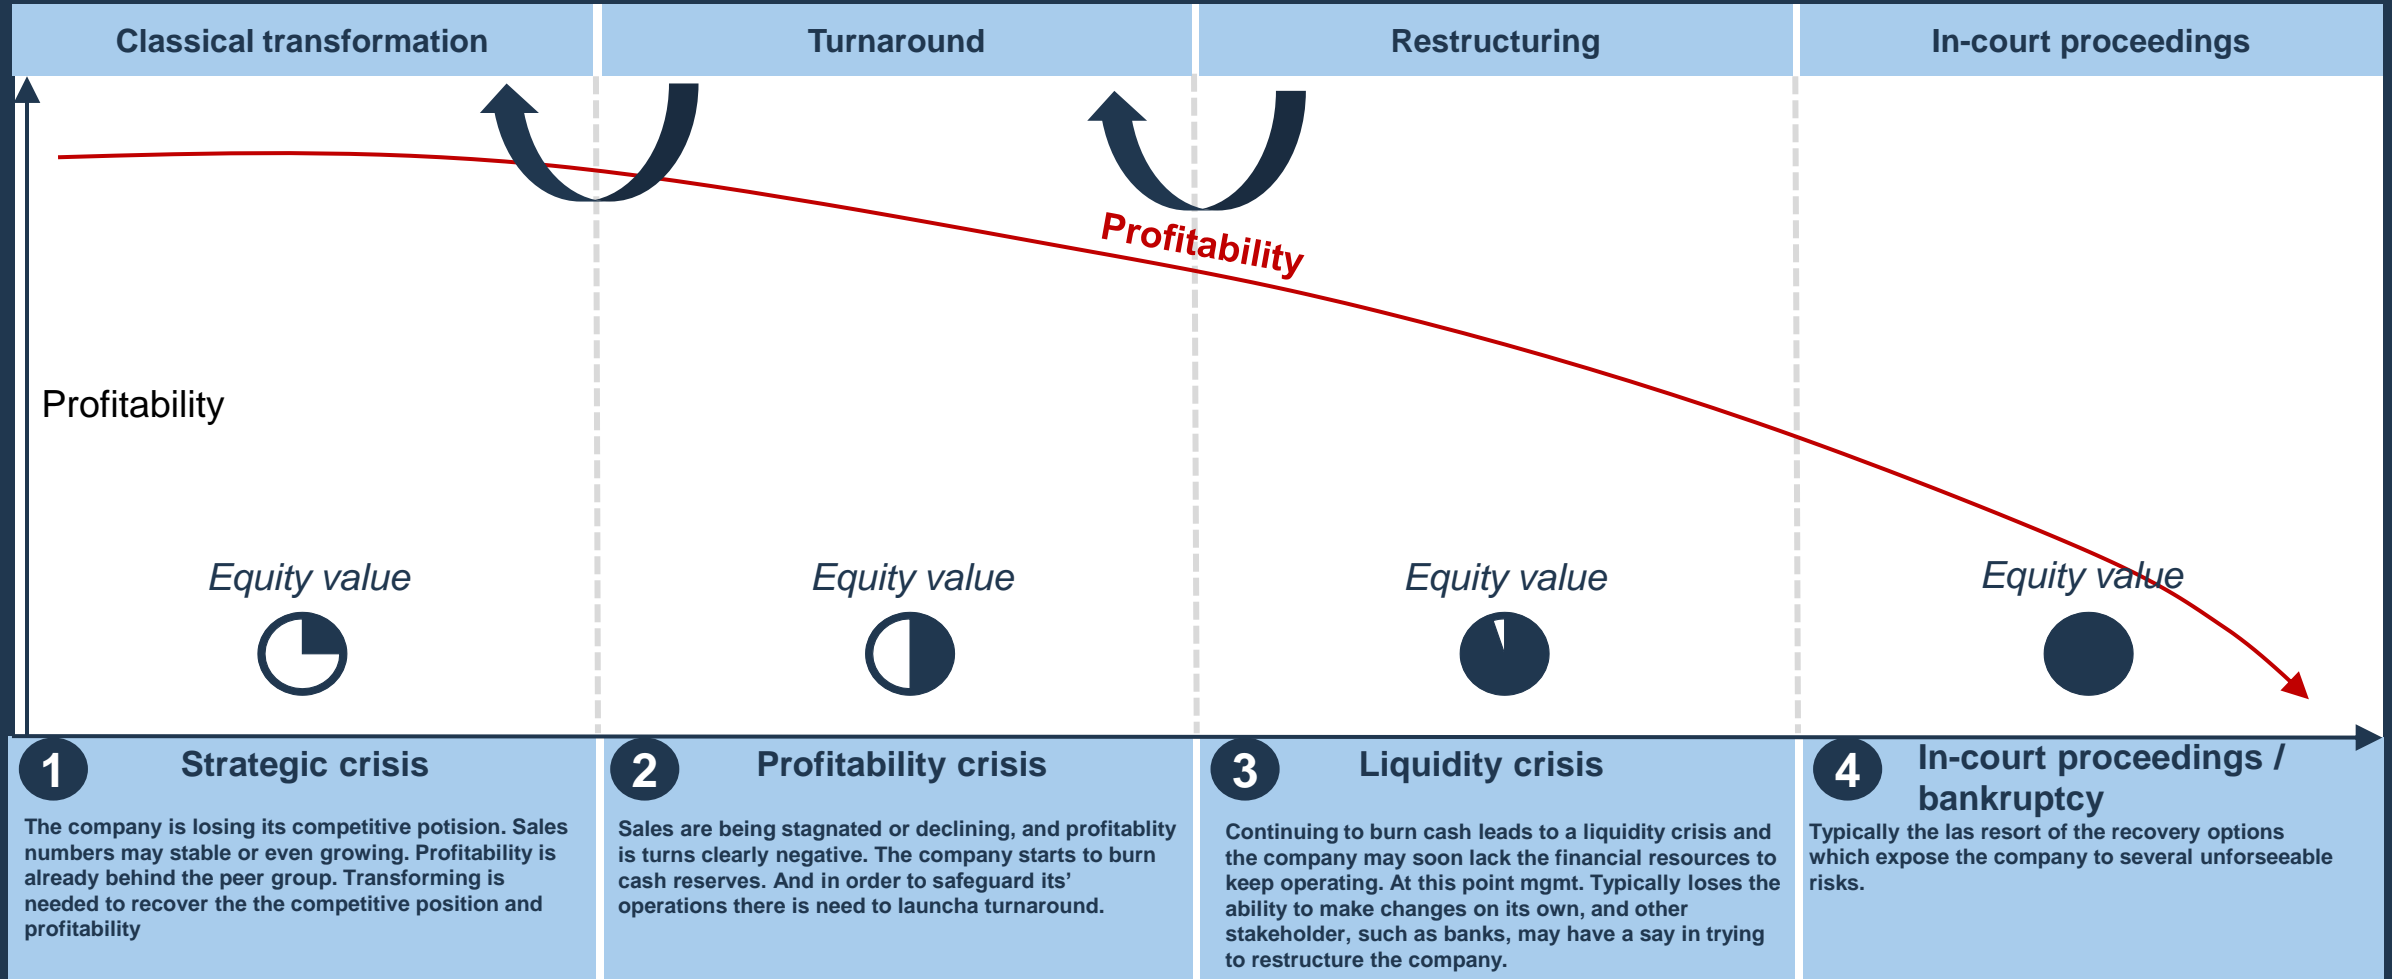 Classical transformation
Turnaround
Restructuring
In-court proceedings
Profitability
Profitability
Equity value
Equity value
Equity value
Equity value
1
Strategic crisis
The company is losing its competitive potision. Sales
numbers may stable or even growing. Profitability is
already behind the peer group. Transforming is
needed to recover the the competitive position and
profitability
2
Profitability crisis
Sales are being stagnated or declining, and profitablity
is turns clearly negative. The company starts to burn
cash reserves. And in order to safeguard its’
operations there is need to launcha turnaround.
3
Liquidity crisis
Continuing to burn cash leads to a liquidity crisis and
the company may soon lack the financial resources to
keep operating. At this point mgmt. Typically loses the
ability to make changes on its own, and other
stakeholder, such as banks, may have a say in trying
to restructure the company.
4
In-court proceedings /
bankruptcy
Typically the las resort of the recovery options
which expose the company to several unforseeable
risks.